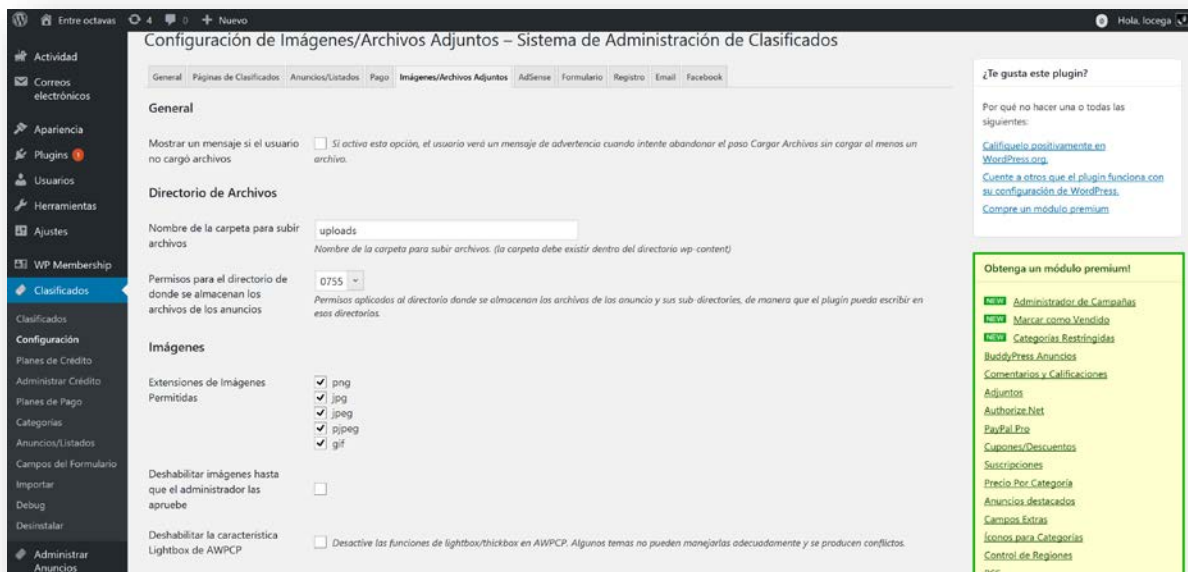 Entre octavas 4 0 + Nuevo
0 Hola, locega
Actividad
Correos
electrónicos
Apariencia
Plugins 1
Usuarios
Herramientas
Ajustes
WP Membership
Clasificados
Clasificados
Configuración
Planes de Crédito
Administrar Crédito
Planes de Pago
Categorías
Anuncios/Listados
Campos del Formulario
Importar
Debug
Desinstalar
Administrar
Anuncios
Configuración de Imágenes/Archivos Adjuntos – Sistema de Administración de Clasificados
General Páginas de Clasificados Anuncios/Listados Pago Imágenes/Archivos Adjuntos AdSense Formulario Registro Email Facebook
General
Mostrar un mensaje si el usuario
no cargó archivos
Si activa esta opción, el usuario verá un mensaje de advertencia cuando intente abandonar el paso Cargar Archivos sin cargar al menos un
archivo.
Directorio de Archivos
Nombre de la carpeta para subir
archivos
uploads
Nombre de la carpeta para subir archivos. (la carpeta debe existir dentro del directorio wp-content)
Permisos para el directorio de
donde se almacenan los
archivos de los anuncios
0755
Permisos aplicados al directorio donde se almacenan los archivos de los anuncio y sus sub-directories, de manera que el plugin pueda escribir en
esos directorios.
Imágenes
Extensiones de Imágenes
Permitidas
png
jpg
jpeg
pjpeg
gif
Deshabilitar imágenes hasta
que el administrador las
apruebe
Deshabilitar la característica
Lightbox de AWPCP
Desactive las funciones de lightbox/thickbox en AWPCP. Algunos temas no pueden manejarlas adecuadamente y se producen conflictos.
¿Te gusta este plugin?
Por qué no hacer una o todas las
siguientes:
Califiquelo positivamente en
WordPress.org.
Cuente a otros que el plugin funciona con
su configuración de WordPress.
Compre un módulo premium
Obtenga un módulo premium!
NEW Administrador de Campañas
NEW Marcar como Vendido
NEW Categorías Restringidas
BuddyPress Anuncios
Comentarios y Calificaciones
Adjuntos
Authorize.Net
PayPal Pro
Cupones/Descuentos
Suscripciones
Precio Por Categoría
Anuncios destacados
Campos Extras
Íconos para Categorías
Control de Regiones